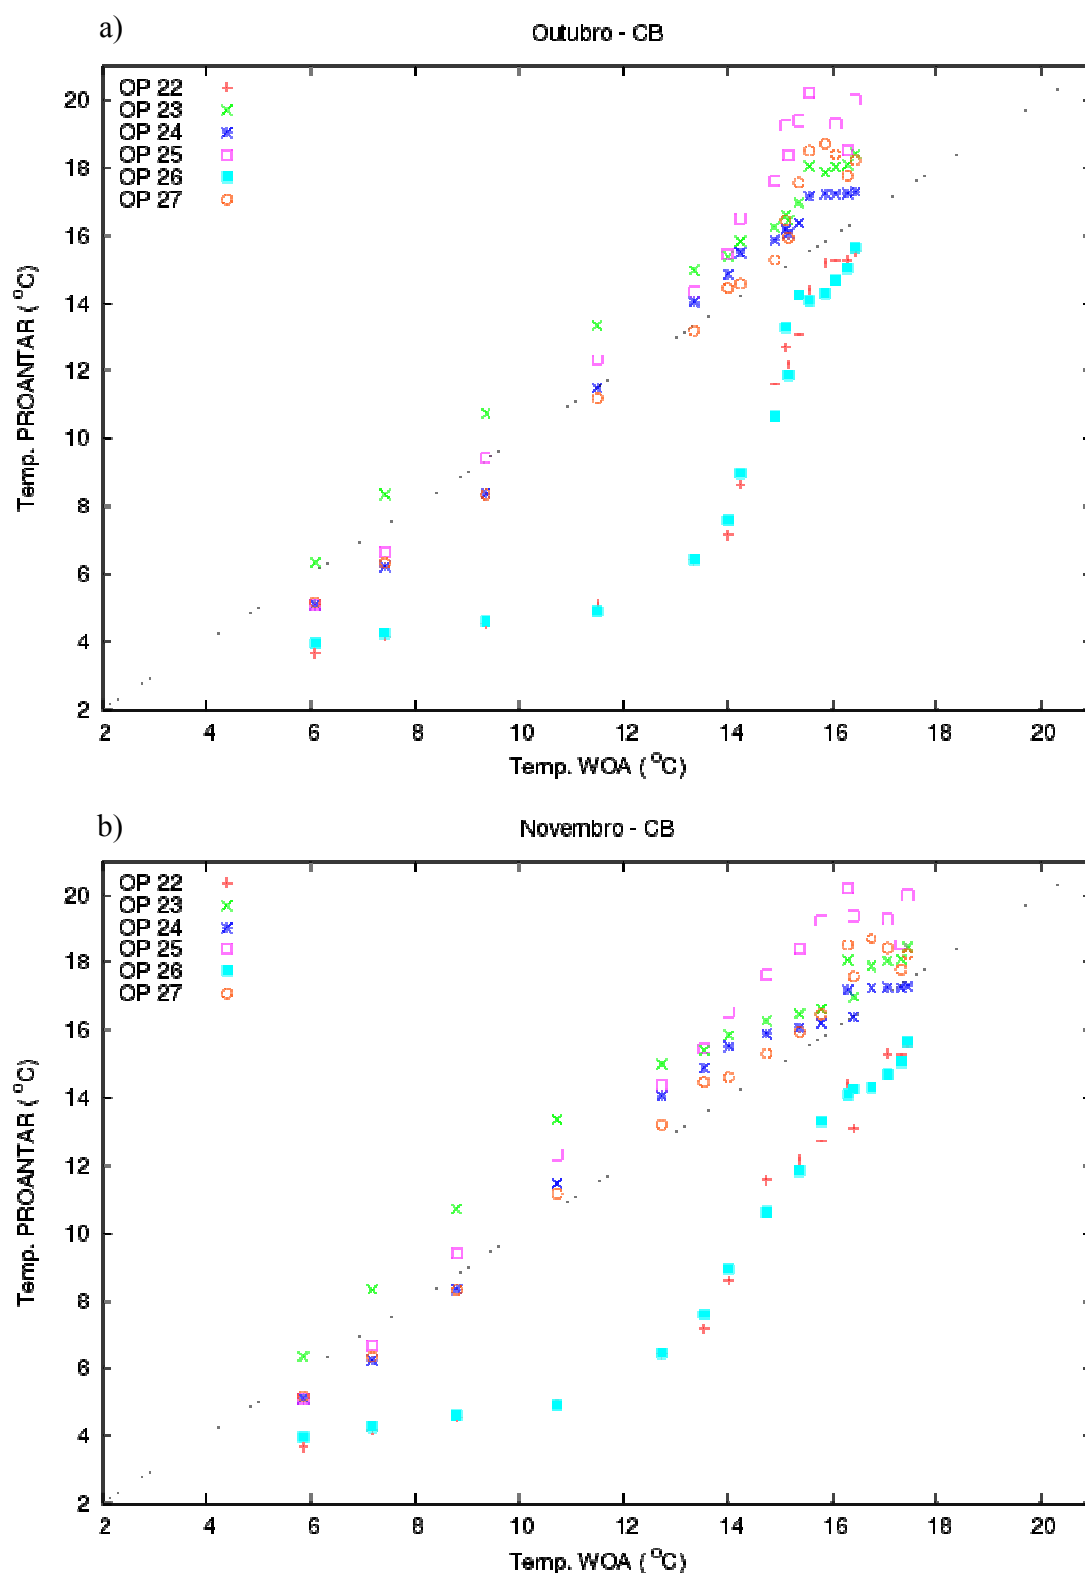 a)
Outubro - CB
OP 22
OP 23
OP 24
OP 25
OP 26
OP 27
20
18
16
14
12
10
8
6
4
2
Temp. PROANTAR (°C)
2 4 6 8 10 12 14 16 18 20
Temp. WOA (°C)
b)
Novembro - CB
OP 22
OP 23
OP 24
OP 25
OP 26
OP 27
20
18
16
14
12
10
8
6
4
2
Temp. PROANTAR (°C)
2 4 6 8 10 12 14 16 18 20
Temp. WOA (°C)